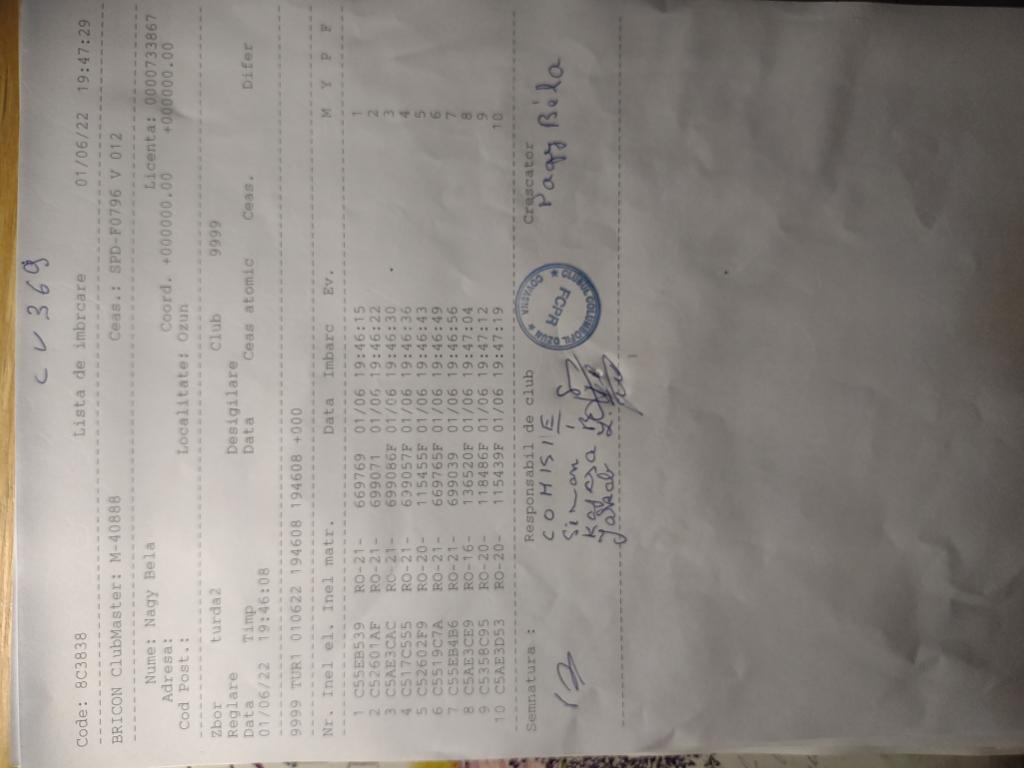 CV 369
Code: 8C3838 Lista de imbrcare 01/06/22 19:47:29
BRICON ClubMaster: M-40888 Ceas.: SPD-F0796 V 012
Nume: Nagy Bela Licenta: 0000733867
Adresa: Coord. +000000.00 +0000000.00
Cod Post.: Localitate: Ozun
Zbor turda2 Club 9999
Reglare Desigilare
Data Timp Data Ceas atomic Ceas. Difer
01/06/22 19:46:08
9999 TUR1 010622 194608 194608 +000
Nr. Inel el. Inel matr. Data Imbarc Ev. M Y P F
1 C55EB539 RO-21- 669769 01/06 19:46:15 1
2 C52601AF RO-21- 698071 01/06 19:46:22 2
3 C5AE3CAC RO-21- 699086F 01/06 19:46:30 3
4 C517C555 RO-21- 699057F 01/06 19:46:36 4
5 C52602F9 RO-20- 115455F 01/06 19:46:43 5
6 C5519C7A RO-21- 669765F 01/06 19:46:49 6
7 C55EB4B6 RO-21- 699039 01/06 19:46:56 7
8 C5AE3CE9 RO-16- 136520F 01/06 19:47:04 8
9 C5358C95 RO-20- 118486F 01/06 19:47:12 9
10 C5AE3D53 RO-20- 115439F 01/06 19:47:19 10
Semnatura : Responsabil de club Crescator
COMISIE
Simon
Jakab
FCPR
CLUBUL COLUMBOFIL OZUN
COVASNA
Béla